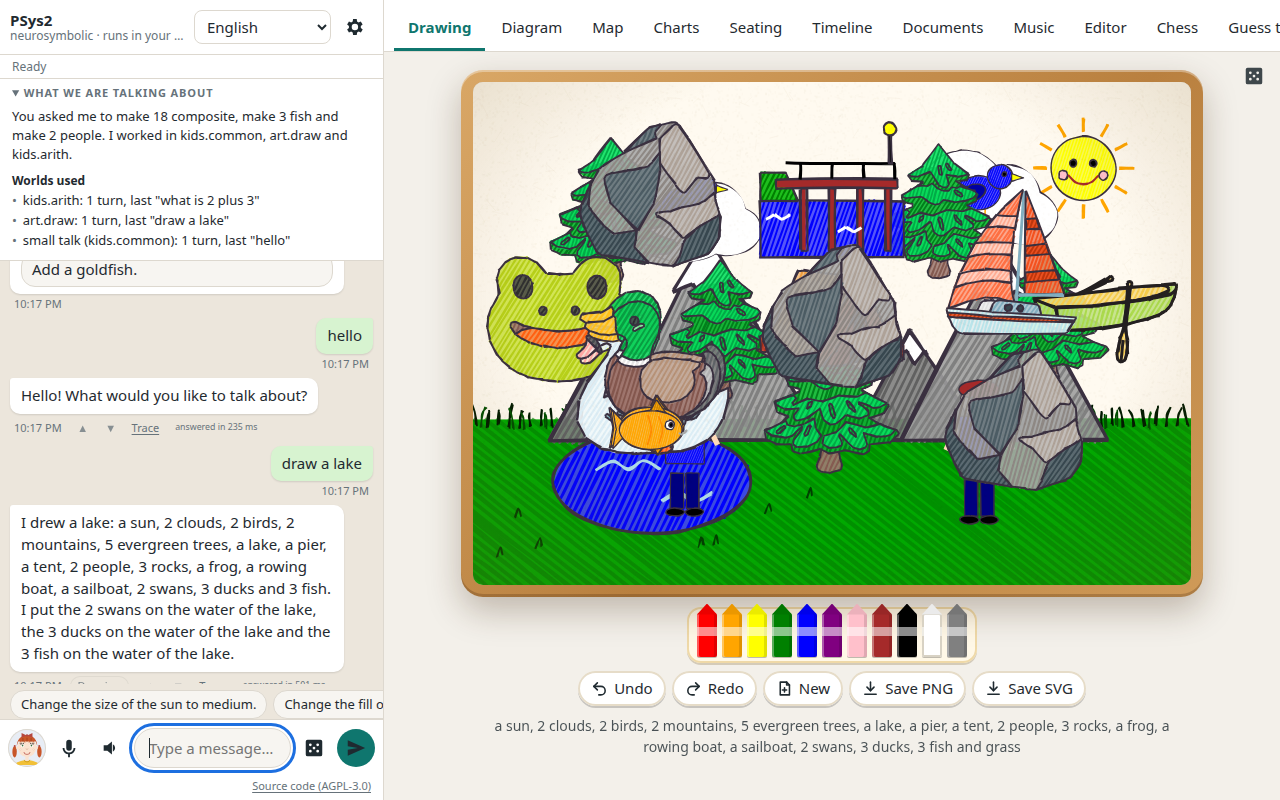 PSys2
neurosymbolic · runs in your ...
English
Ready
▼ WHAT WE ARE TALKING ABOUT
You asked me to make 18 composite, make 3 fish and
make 2 people. I worked in kids.common, art.draw and
kids.arith.
Worlds used
• kids.arith: 1 turn, last "what is 2 plus 3"
• art.draw: 1 turn, last "draw a lake"
• small talk (kids.common): 1 turn, last "hello"
Add a goldfish.
10:17 PM
hello
10:17 PM
Hello! What would you like to talk about?
10:17 PM ▲ ▼ Trace answered in 235 ms
draw a lake
10:17 PM
I drew a lake: a sun, 2 clouds, 2 birds, 2
mountains, 5 evergreen trees, a lake, a pier,
a tent, 2 people, 3 rocks, a frog, a rowing
boat, a sailboat, 2 swans, 3 ducks and 3 fish.
I put the 2 swans on the water of the lake,
the 3 ducks on the water of the lake and the
3 fish on the water of the lake.
Change the size of the sun to medium.
Change the fill o
Type a message...
Source code (AGPL-3.0)
Drawing Diagram Map Charts Seating Timeline Documents Music Editor Chess Guess t
Undo Redo New Save PNG Save SVG
a sun, 2 clouds, 2 birds, 2 mountains, 5 evergreen trees, a lake, a pier, a tent, 2 people, 3 rocks, a frog, a
rowing boat, a sailboat, 2 swans, 3 ducks, 3 fish and grass